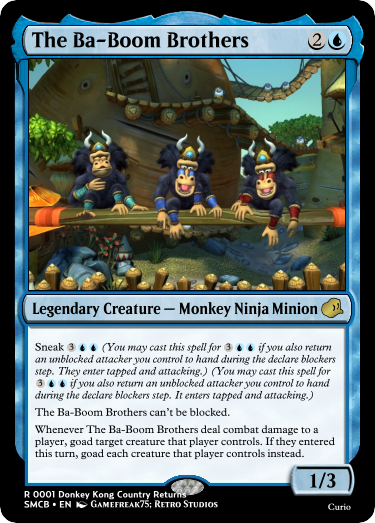 The Ba-Boom Brothers 2
Legendary Creature — Monkey Ninja Minion
Sneak 3 (You may cast this spell for 3 if you also return
an unblocked attacker you control to hand during the declare blockers
step. They enter tapped and attacking.) (You may cast this spell for
3 if you also return an unblocked attacker you control to hand
during the declare blockers step. It enters tapped and attacking.)
The Ba-Boom Brothers can't be blocked.
Whenever The Ba-Boom Brothers deal combat damage to a
player, goad target creature that player controls. If they entered
this turn, goad each creature that player controls instead.
1/3
R 0001 Donkey Kong Country Returns
SMCB • EN Gamefreak75; Retro Studios
Curio